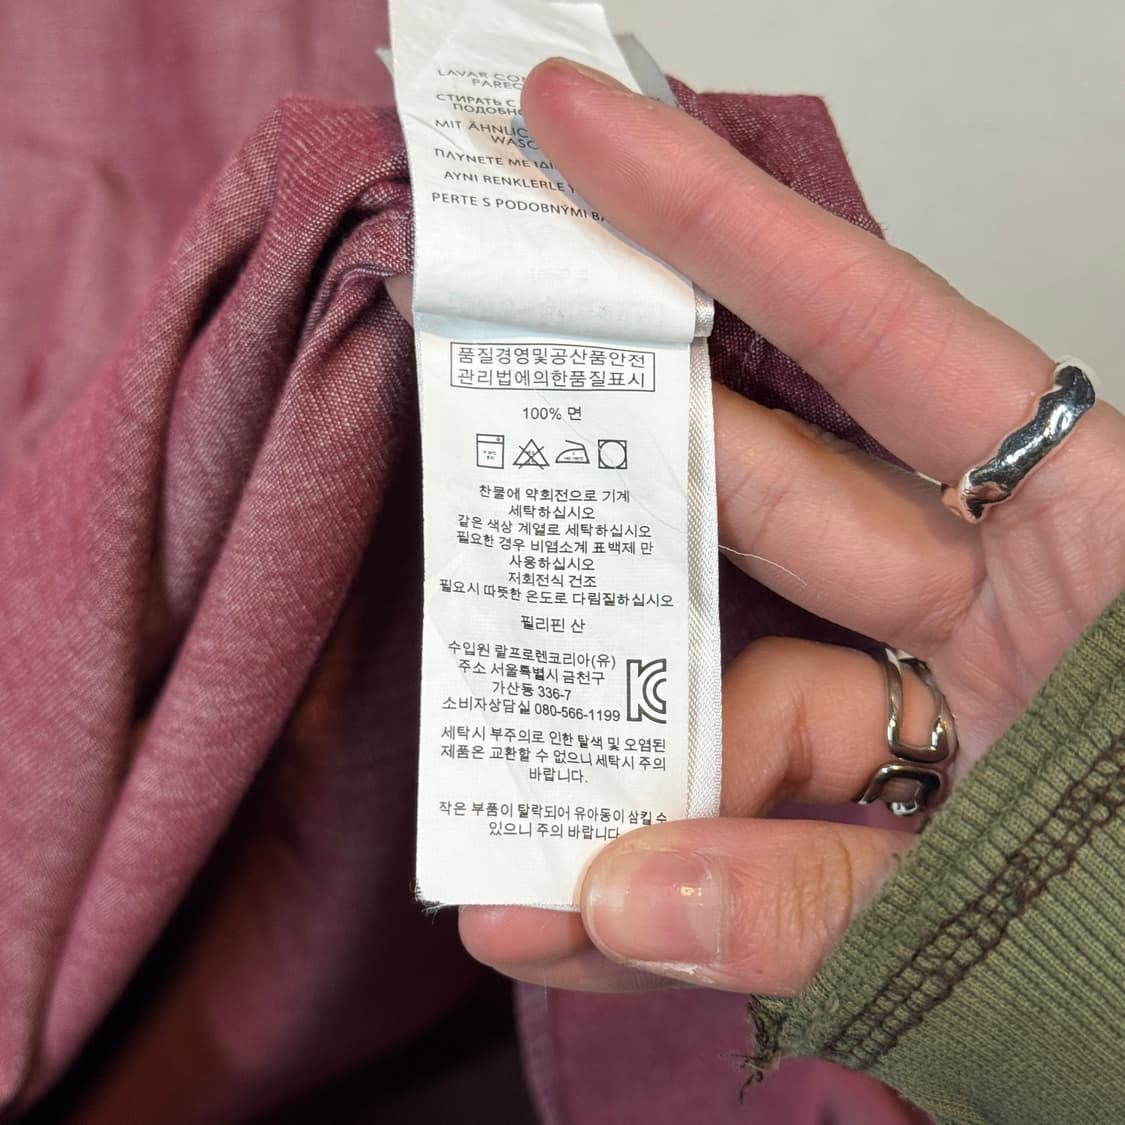 LAVAR CO
PAREC
СТИРАТЬ С
ПОДОБН
MIT ÄHNLIC
WASC
ΠΛΥΝΕΤΕ ΜΕ ΙΔΙ
AYNI RENKLERLE Y
PERTE S PODOBNÝMI BA
품질경영및공산품안전
관리법에의한품질표시
100% 면
찬물에 약회전으로 기계
세탁하십시오
같은 색상 계열로 세탁하십시오
필요한 경우 비염소계 표백제 만
사용하십시오
저회전식 건조
필요시 따뜻한 온도로 다림질하십시오
필리핀 산
수입원 랄프로렌코리아(유)
주소 서울특별시 금천구
가산동 336-7
소비자상담실 080-566-1199
KC
세탁시 부주의로 인한 탈색 및 오염된
제품은 교환할 수 없으니 세탁시 주의
바랍니다.
작은 부품이 탈락되어 유아동이 삼킬 수
있으니 주의 바랍니다